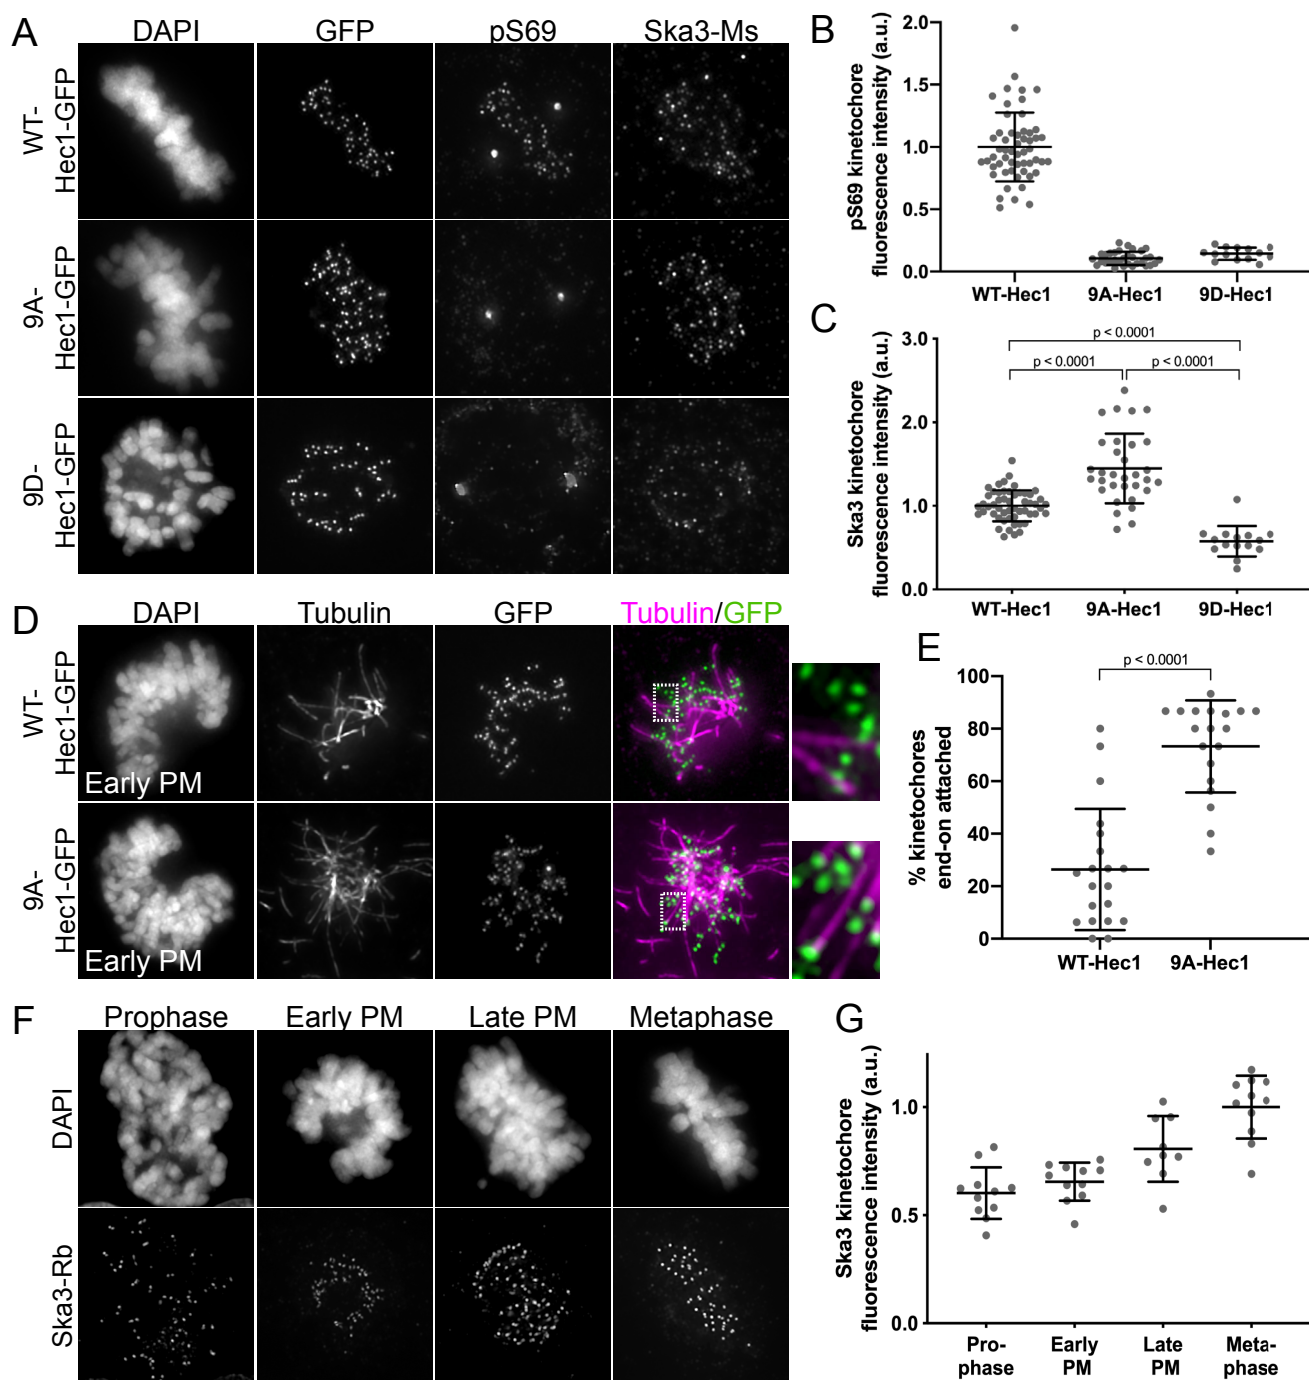 A
DAPI
GFP
pS69
Ska3-Ms
WT-
Hec1-GFP
9A-
Hec1-GFP
9D-
Hec1-GFP
B
pS69 kinetochore
fluorescence intensity (a.u.)
2.0
1.5
1.0
0.5
0.0
WT-Hec1
9A-Hec1
9D-Hec1
C
Ska3 kinetochore
fluorescence intensity (a.u.)
3.0
2.0
1.0
0.0
p < 0.0001
p < 0.0001
p < 0.0001
WT-Hec1
9A-Hec1
9D-Hec1
D
DAPI
Tubulin
GFP
Tubulin/GFP
WT-
Hec1-GFP
Early PM
9A-
Hec1-GFP
Early PM
E
% kinetochores
end-on attached
100
80
60
40
20
0
p < 0.0001
WT-Hec1
9A-Hec1
F
Prophase
Early PM
Late PM
Metaphase
DAPI
Ska3-Rb
G
Ska3 kinetochore
fluorescence intensity (a.u.)
1.0
0.5
0.0
Pro-
phase
Early
PM
Late
PM
Meta-
phase